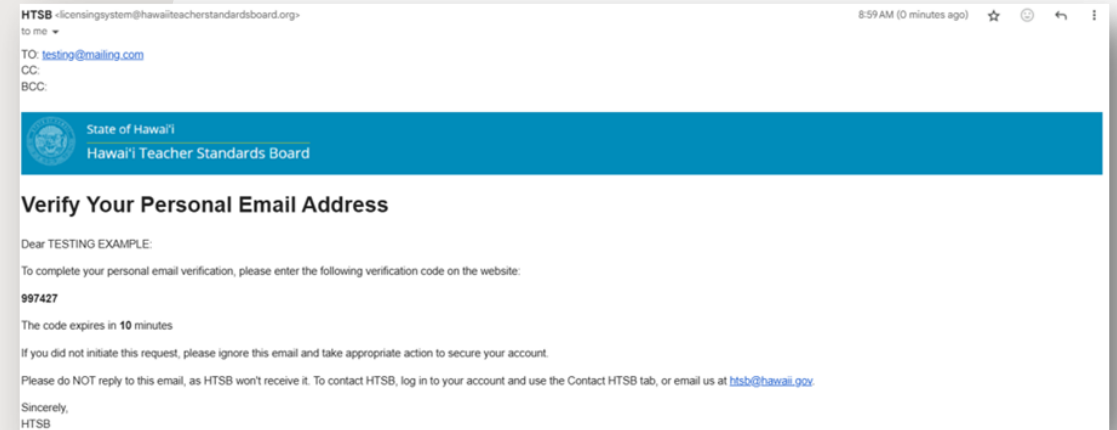 HTSB <licensingsystem@hawaiiteacherstandardsboard.org>
8:59 AM (0 minutes ago)
to me
TO: testing@mailing.com
CC:
BCC:
State of Hawai'i
Hawai'i Teacher Standards Board
Verify Your Personal Email Address
Dear TESTING EXAMPLE:
To complete your personal email verification, please enter the following verification code on the website:
997427
The code expires in 10 minutes
If you did not initiate this request, please ignore this email and take appropriate action to secure your account.
Please do NOT reply to this email, as HTSB won't receive it. To contact HTSB, log in to your account and use the Contact HTSB tab, or email us at htsb@hawaii.gov.
Sincerely,
HTSB